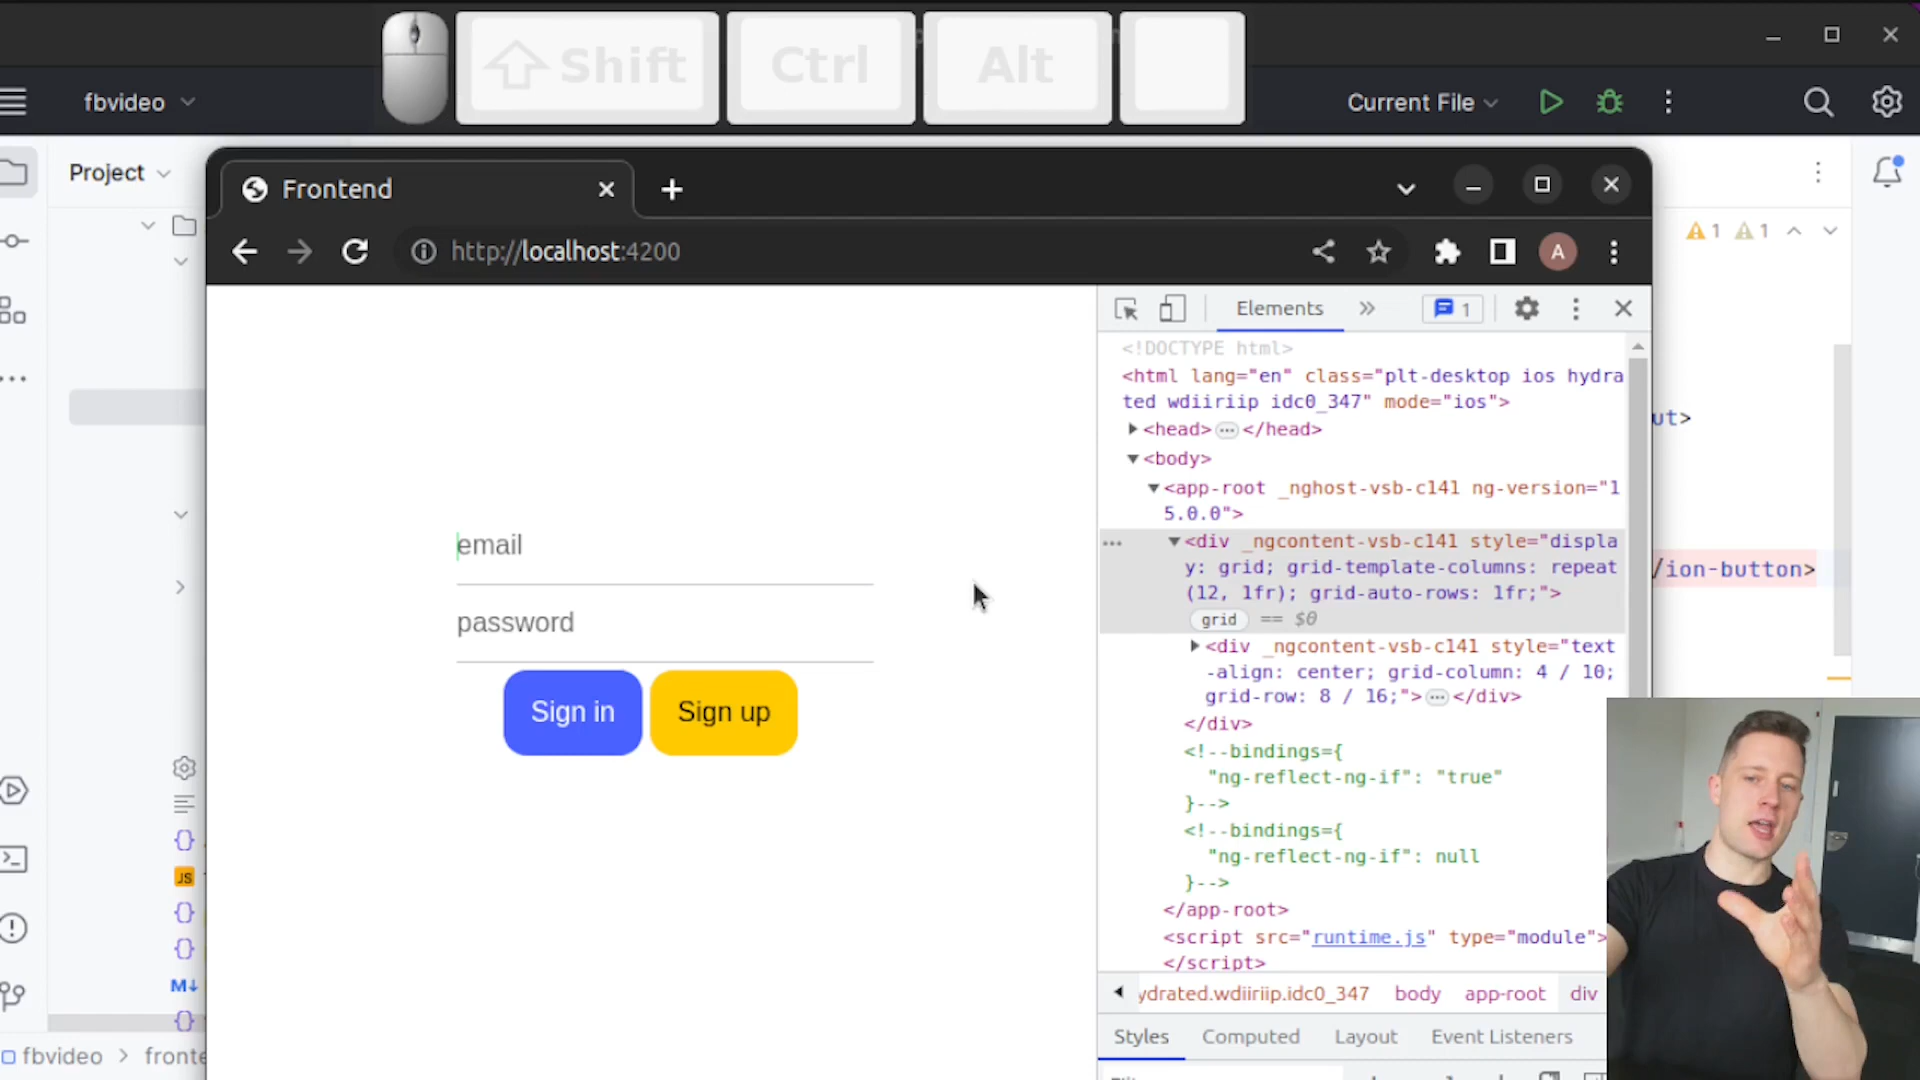 Shift
Ctrl
Alt
fbvideo
Current File
Project
Frontend
http://localhost:4200
A
1
1
Elements
1
<!DOCTYPE html>
<html lang="en" class="plt-desktop ios hydra
ted wdiiriip idc0_347" mode="ios">
<head>
</head>
<body>
<app-root _nghost-vsb-c141 ng-version="1
5.0.0">
<div _ngcontent-vsb-c141 style="displa
y: grid; grid-template-columns: repeat
(12, 1fr); grid-auto-rows: 1fr;">
grid == $0
<div _ngcontent-vsb-c141 style="text
-align: center; grid-column: 4 / 10;
grid-row: 8 / 16;">
</div>
</div>
<!--bindings={
"ng-reflect-ng-if": "true"
}-->
<!--bindings={
"ng-reflect-ng-if": null
}-->
</app-root>
<script src="runtime.js" type="module">
</script>
ydrated.wdiiriip.idc0_347
body
app-root
div
Styles
Computed
Layout
Event Listeners
email
password
Sign in
Sign up
ut>
/ion-button>
JS
M↓
fbvideo > fronte